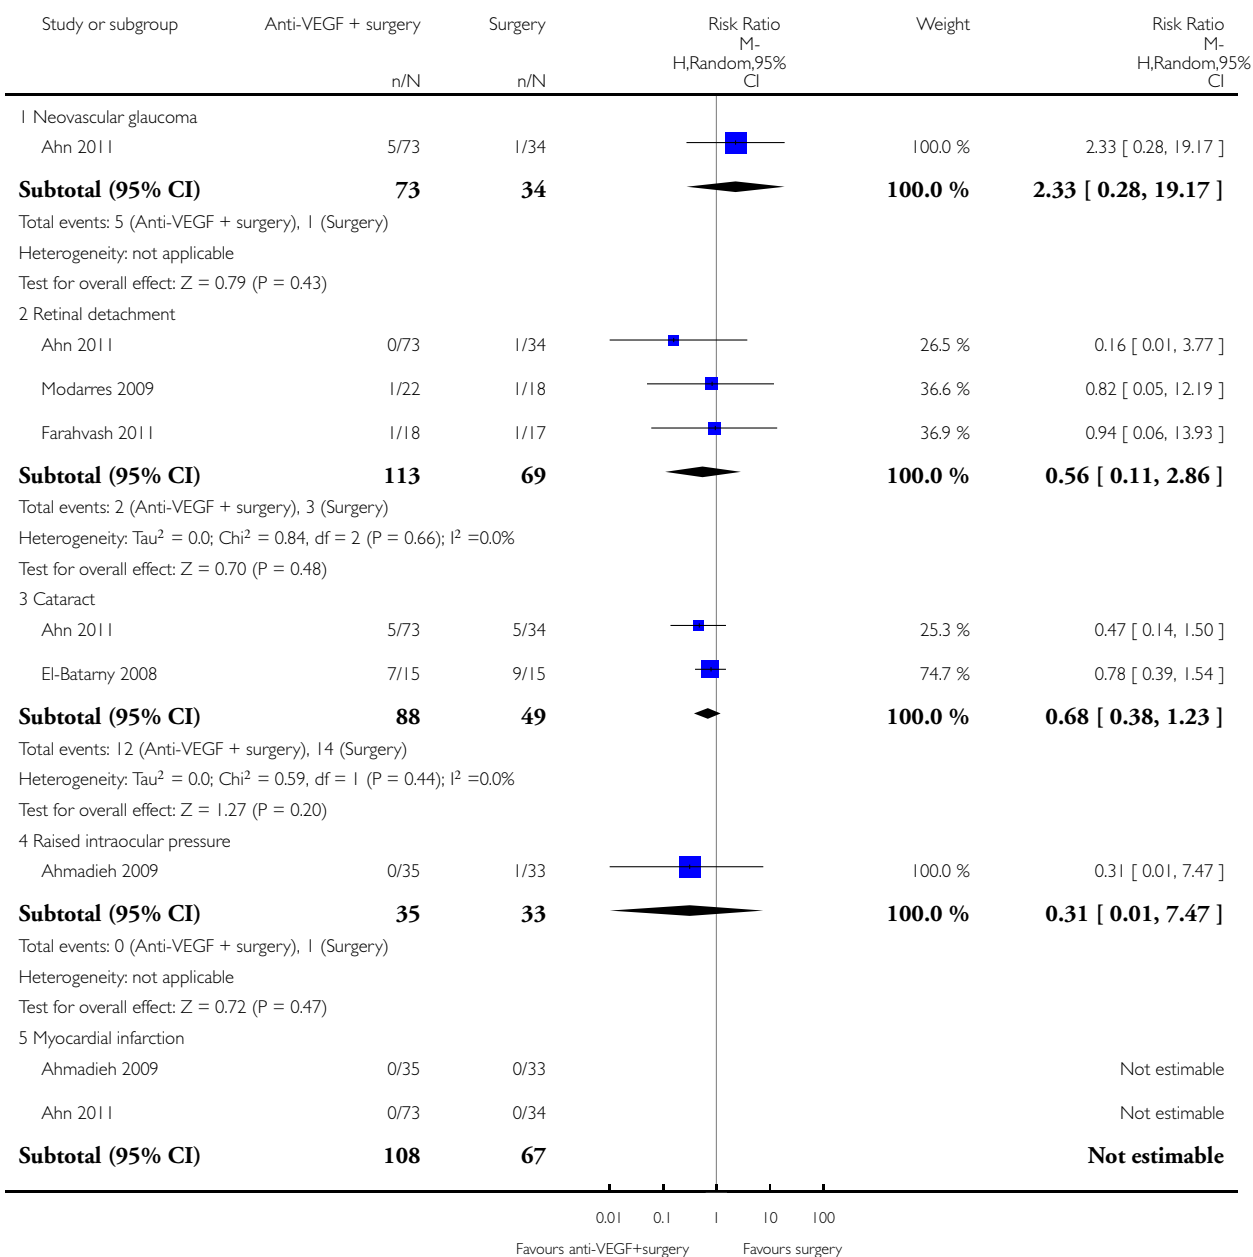 Study or subgroup Anti-VEGF + surgery Surgery Risk Ratio Weight Risk Ratio
M- M-
H,Random,95% H,Random,95%
n/N n/N CI CI
1 Neovascular glaucoma
Ahn 2011 5/73 1/34 100.0 % 2.33 [ 0.28, 19.17 ]
Subtotal (95% CI) 73 34 100.0 % 2.33 [ 0.28, 19.17 ]
Total events: 5 (Anti-VEGF + surgery), 1 (Surgery)
Heterogeneity: not applicable
Test for overall effect: Z = 0.79 (P = 0.43)
2 Retinal detachment
Ahn 2011 0/73 1/34 26.5 % 0.16 [ 0.01, 3.77 ]
Modarres 2009 1/22 1/18 36.6 % 0.82 [ 0.05, 12.19 ]
Farahvash 2011 1/18 1/17 36.9 % 0.94 [ 0.06, 13.93 ]
Subtotal (95% CI) 113 69 100.0 % 0.56 [ 0.11, 2.86 ]
Total events: 2 (Anti-VEGF + surgery), 3 (Surgery)
Heterogeneity: Tau² = 0.0; Chi² = 0.84, df = 2 (P = 0.66); I² =0.0%
Test for overall effect: Z = 0.70 (P = 0.48)
3 Cataract
Ahn 2011 5/73 5/34 25.3 % 0.47 [ 0.14, 1.50 ]
El-Batarny 2008 7/15 9/15 74.7 % 0.78 [ 0.39, 1.54 ]
Subtotal (95% CI) 88 49 100.0 % 0.68 [ 0.38, 1.23 ]
Total events: 12 (Anti-VEGF + surgery), 14 (Surgery)
Heterogeneity: Tau² = 0.0; Chi² = 0.59, df = 1 (P = 0.44); I² =0.0%
Test for overall effect: Z = 1.27 (P = 0.20)
4 Raised intraocular pressure
Ahmadieh 2009 0/35 1/33 100.0 % 0.31 [ 0.01, 7.47 ]
Subtotal (95% CI) 35 33 100.0 % 0.31 [ 0.01, 7.47 ]
Total events: 0 (Anti-VEGF + surgery), 1 (Surgery)
Heterogeneity: not applicable
Test for overall effect: Z = 0.72 (P = 0.47)
5 Myocardial infarction
Ahmadieh 2009 0/35 0/33 Not estimable
Ahn 2011 0/73 0/34 Not estimable
Subtotal (95% CI) 108 67 Not estimable
0.01 0.1 1 10 100
Favours anti-VEGF+surgery Favours surgery